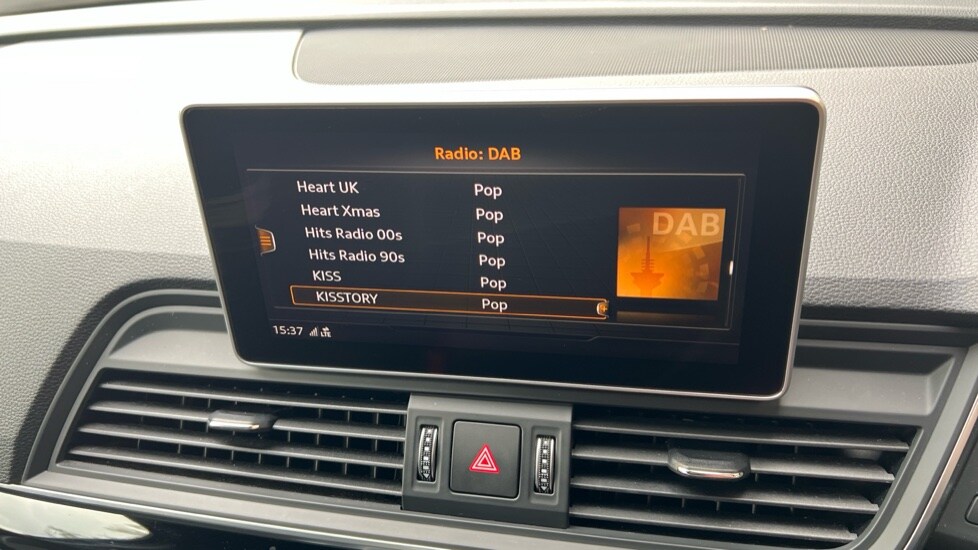 Radio: DAB
Heart UK Pop
Heart Xmas Pop
Hits Radio 00s Pop
Hits Radio 90s Pop
KISS Pop
KISSTORY Pop
DAB
15:37 LTE